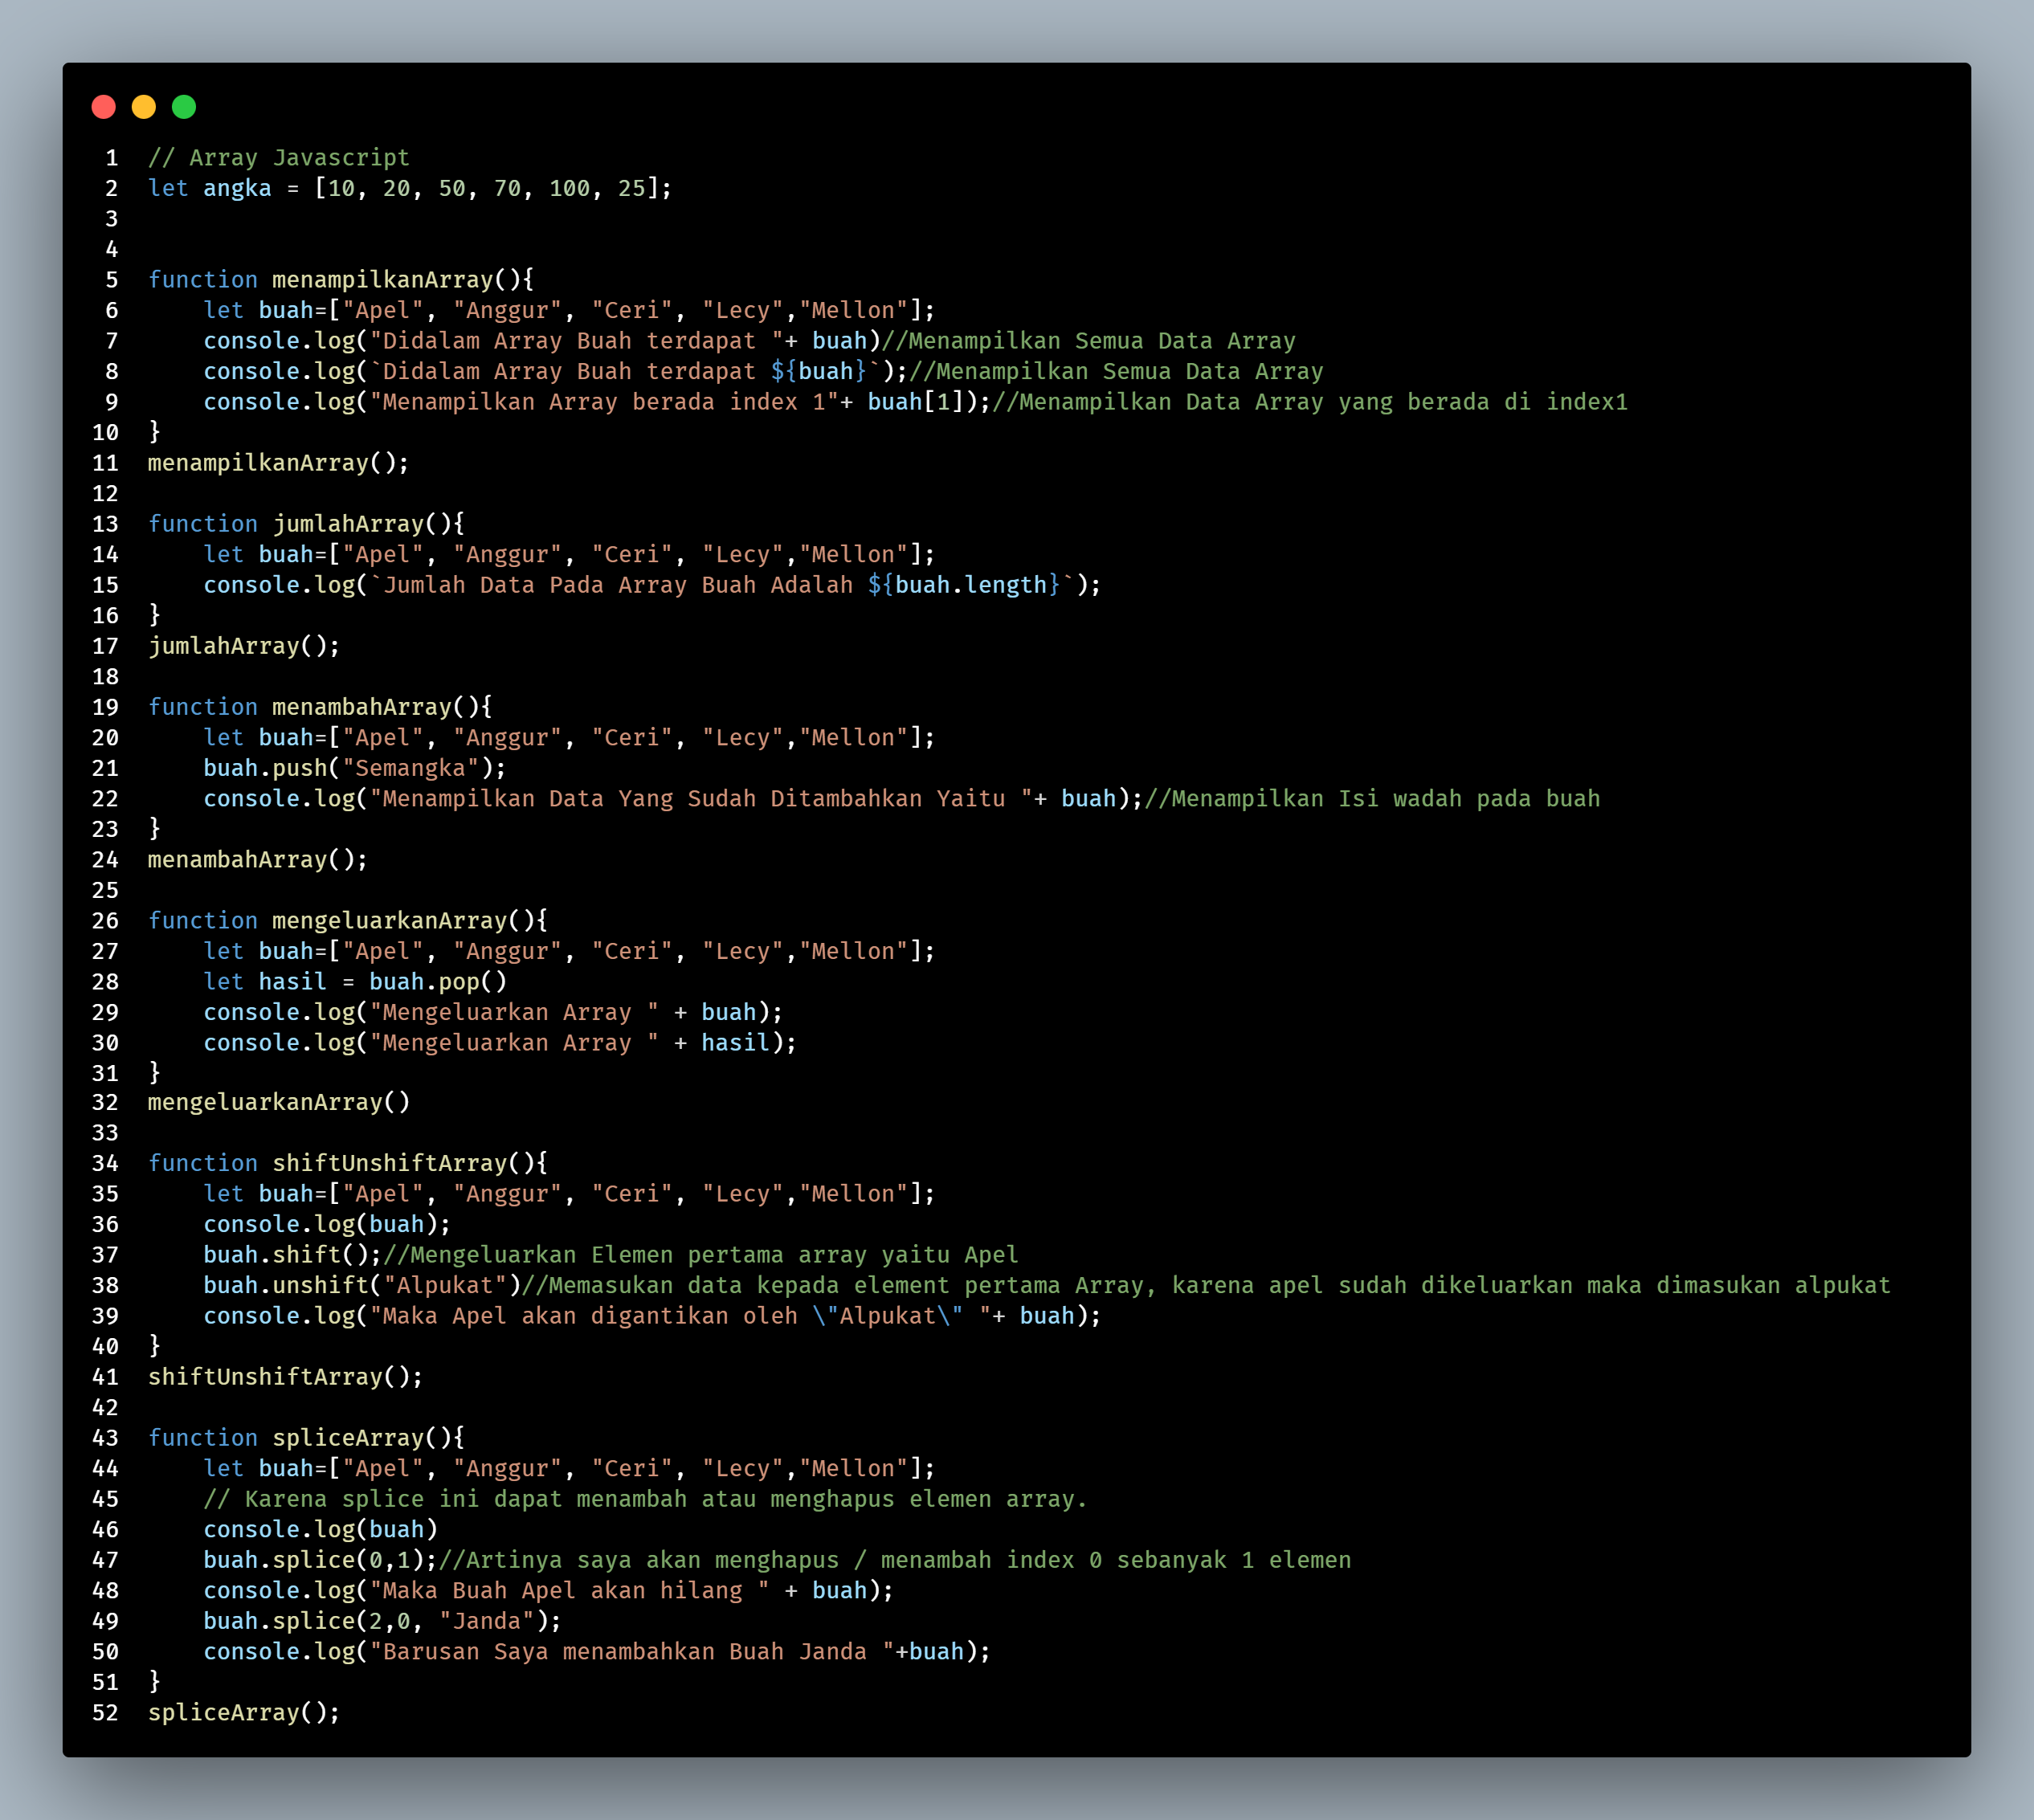 1 // Array Javascript
2 let angka = [10, 20, 50, 70, 100, 25];
3
4
5 function menampilkanArray(){
6     let buah=["Apel", "Anggur", "Ceri", "Lecy","Mellon"];
7     console.log("Didalam Array Buah terdapat "+ buah)//Menampilkan Semua Data Array
8     console.log(`Didalam Array Buah terdapat ${buah}`);//Menampilkan Semua Data Array
9     console.log("Menampilkan Array berada index 1"+ buah[1]);//Menampilkan Data Array yang berada di index1
10 }
11 menampilkanArray();
12
13 function jumlahArray(){
14     let buah=["Apel", "Anggur", "Ceri", "Lecy","Mellon"];
15     console.log(`Jumlah Data Pada Array Buah Adalah ${buah.length}`);
16 }
17 jumlahArray();
18
19 function menambahArray(){
20     let buah=["Apel", "Anggur", "Ceri", "Lecy","Mellon"];
21     buah.push("Semangka");
22     console.log("Menampilkan Data Yang Sudah Ditambahkan Yaitu "+ buah);//Menampilkan Isi wadah pada buah
23 }
24 menambahArray();
25
26 function mengeluarkanArray(){
27     let buah=["Apel", "Anggur", "Ceri", "Lecy","Mellon"];
28     let hasil = buah.pop()
29     console.log("Mengeluarkan Array " + buah);
30     console.log("Mengeluarkan Array " + hasil);
31 }
32 mengeluarkanArray()
33
34 function shiftUnshiftArray(){
35     let buah=["Apel", "Anggur", "Ceri", "Lecy","Mellon"];
36     console.log(buah);
37     buah.shift();//Mengeluarkan Elemen pertama array yaitu Apel
38     buah.unshift("Alpukat")//Memasukan data kepada element pertama Array, karena apel sudah dikeluarkan maka dimasukan alpukat
39     console.log("Maka Apel akan digantikan oleh \"Alpukat\" "+ buah);
40 }
41 shiftUnshiftArray();
42
43 function spliceArray(){
44     let buah=["Apel", "Anggur", "Ceri", "Lecy","Mellon"];
45     // Karena splice ini dapat menambah atau menghapus elemen array.
46     console.log(buah)
47     buah.splice(0,1);//Artinya saya akan menghapus / menambah index 0 sebanyak 1 elemen
48     console.log("Maka Buah Apel akan hilang " + buah);
49     buah.splice(2,0, "Janda");
50     console.log("Barusan Saya menambahkan Buah Janda "+buah);
51 }
52 spliceArray();